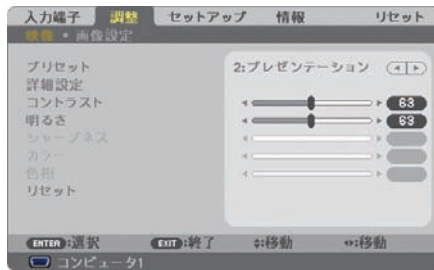 入力端子 調整 セットアップ 情報 リセット
映像 • 画像設定
プリセット 2:プレゼンテーション
詳細設定
コントラスト 63
明るさ 63
シャープネス
カラー
色相
リセット
ENTER:選択 EXIT:終了 :移動 :移動
コンピュータ1